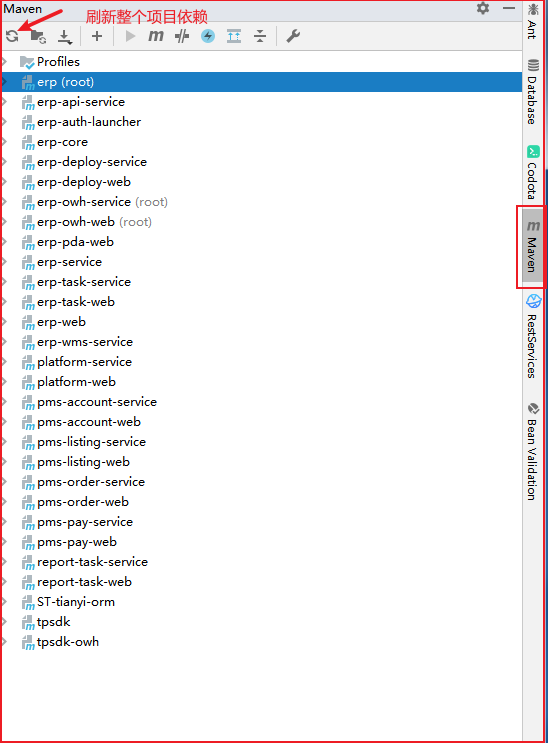 Maven
刷新整个项目依赖
Profiles
erp (root)
erp-api-service
erp-auth-launcher
erp-core
erp-deploy-service
erp-deploy-web
erp-owh-service (root)
erp-owh-web (root)
erp-pda-web
erp-service
erp-task-service
erp-task-web
erp-web
erp-wms-service
platform-service
platform-web
pms-account-service
pms-account-web
pms-listing-service
pms-listing-web
pms-order-service
pms-order-web
pms-pay-service
pms-pay-web
report-task-service
report-task-web
ST-tianyi-orm
tpsdk
tpsdk-owh
Ant
Database
Codota
Maven
RestServices
Bean Validation